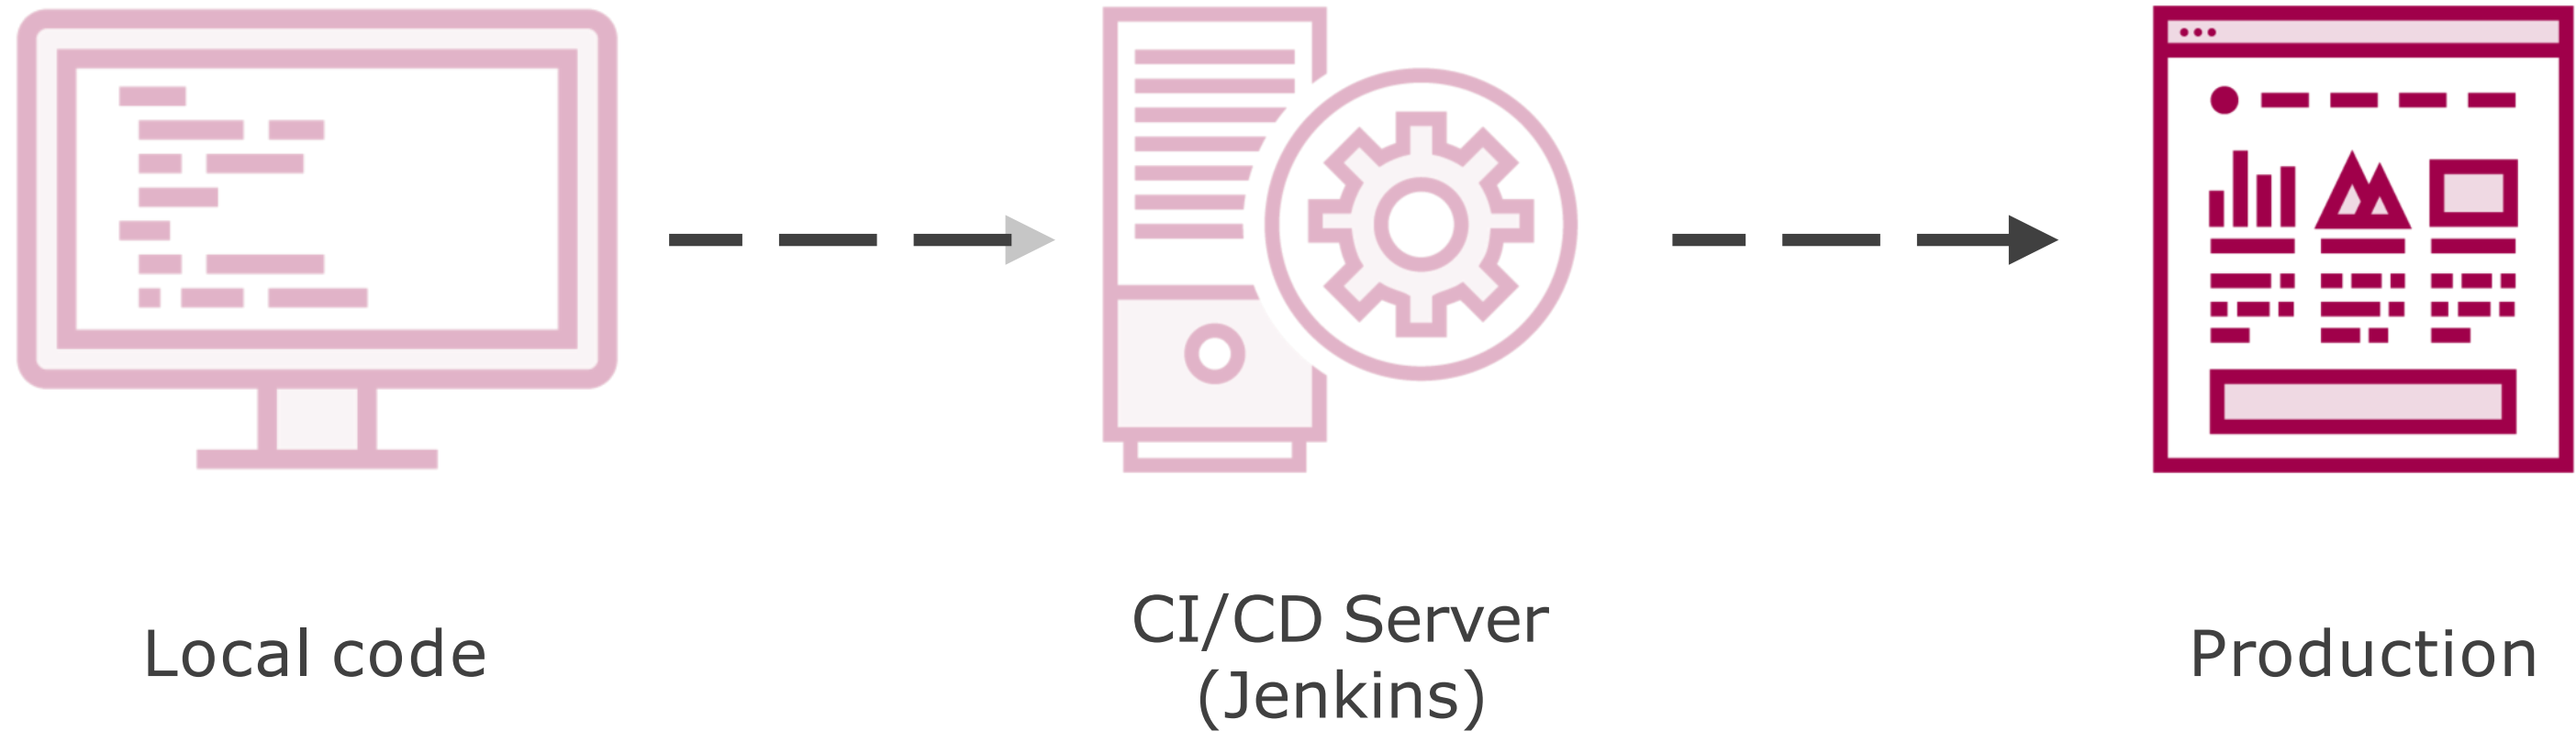 Local code
CI/CD Server
(Jenkins)
Production